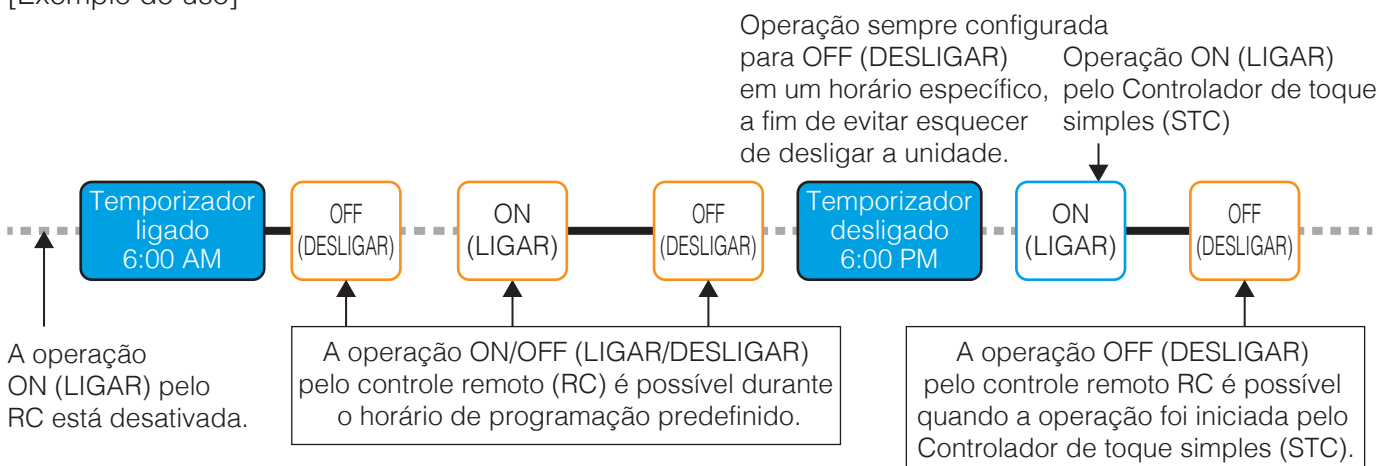 [Exemplo de uso]
Operação sempre configurada
para OFF (DESLIGAR)
em um horário específico,
a fim de evitar esquecer
de desligar a unidade.
Operação ON (LIGAR)
pelo Controlador de toque
simples (STC)
Temporizador
ligado
6:00 AM
OFF
(DESLIGAR)
ON
(LIGAR)
OFF
(DESLIGAR)
Temporizador
desligado
6:00 PM
ON
(LIGAR)
OFF
(DESLIGAR)
A operação
ON (LIGAR) pelo
RC está desativada.
A operação ON/OFF (LIGAR/DESLIGAR)
pelo controle remoto (RC) é possível durante
o horário de programação predefinido.
A operação OFF (DESLIGAR)
pelo controle remoto RC é possível
quando a operação foi iniciada pelo
Controlador de toque simples (STC).